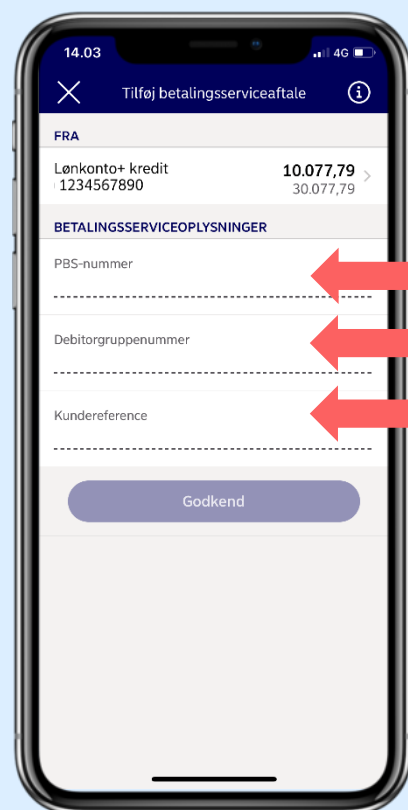 14.03
4G
Tilføj betalingsserviceaftale
FRA
Lønkonto+ kredit 10.077,79
1234567890 30.077,79
BETALINGSSERVICEOPLYSNINGER
PBS-nummer
Debitorgruppenummer
Kundereference
Godkend